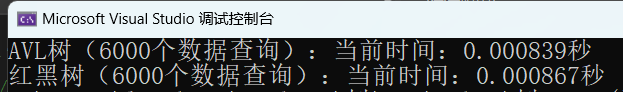 Microsoft Visual Studio 调试控制台
AVL树（6000个数据查询）：当前时间：0.000839秒
红黑树（6000个数据查询）：当前时间：0.000867秒